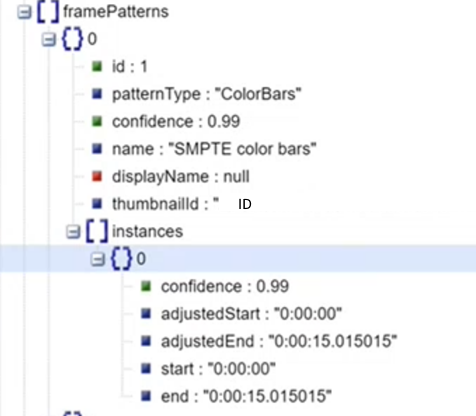 [] framePatterns
{} 0
id : 1
patternType : "ColorBars"
confidence : 0.99
name : "SMPTE color bars"
displayName : null
thumbnailId : " ID
[] instances
{} 0
confidence : 0.99
adjustedStart : "0:00:00"
adjustedEnd : "0:00:15.015015"
start : "0:00:00"
end : "0:00:15.015015"